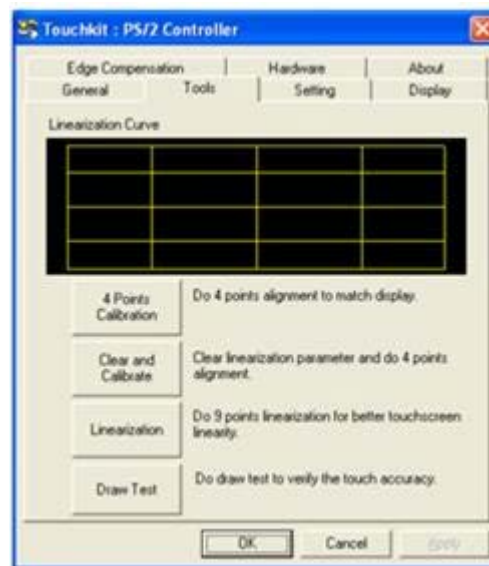 Touchkit : PS/2 Controller
Edge Compensation Hardware About
General Tools Setting Display
Linearization Curve
4 Points
Calibration
Do 4 points alignment to match display.
Clear and
Calibrate
Clear linearization parameter and do 4 points
alignment.
Linearization
Do 9 points linearization for better touchscreen
linearity.
Draw Test
Do draw test to verify the touch accuracy.
OK Cancel Apply